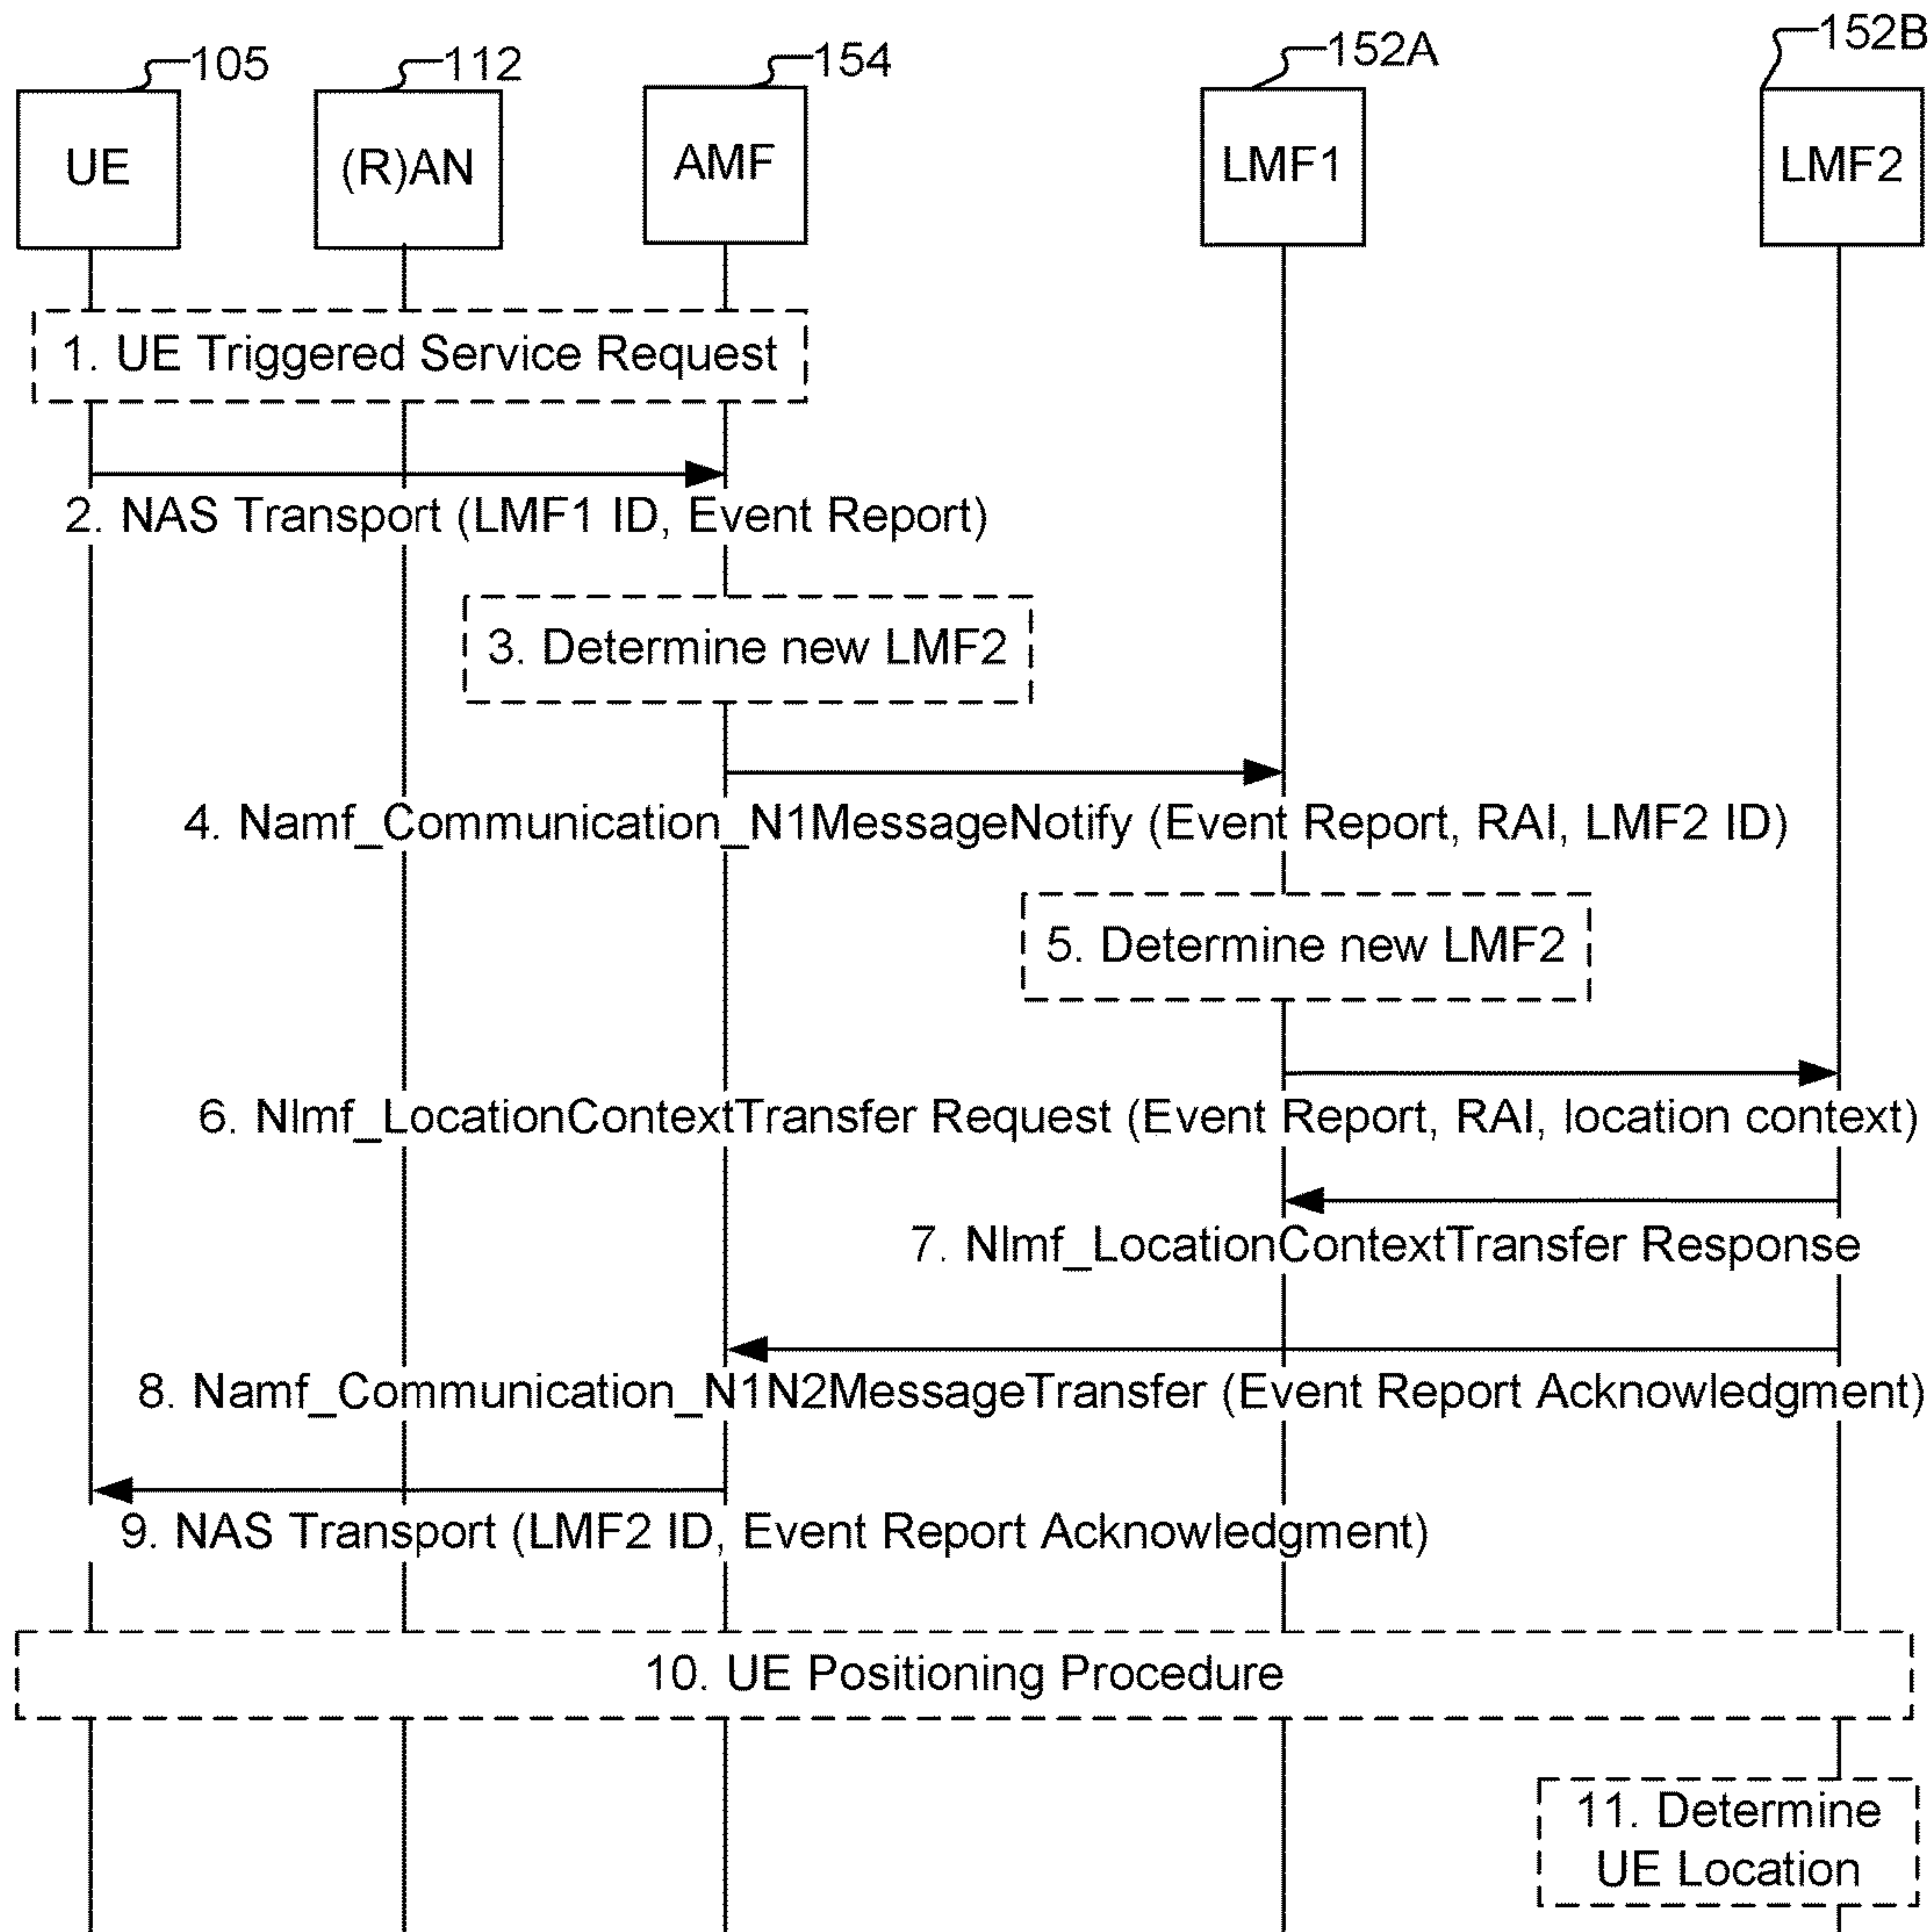 105
112
154
152A
152B
UE
(R)AN
AMF
LMF1
LMF2
1. UE Triggered Service Request
2. NAS Transport (LMF1 ID, Event Report)
3. Determine new LMF2
4. Namf_Communication_N1MessageNotify (Event Report, RAI, LMF2 ID)
5. Determine new LMF2
6. Nlmf_LocationContextTransfer Request (Event Report, RAI, location context)
7. Nlmf_LocationContextTransfer Response
8. Namf_Communication_N1N2MessageTransfer (Event Report Acknowledgment)
9. NAS Transport (LMF2 ID, Event Report Acknowledgment)
10. UE Positioning Procedure
11. Determine
UE Location